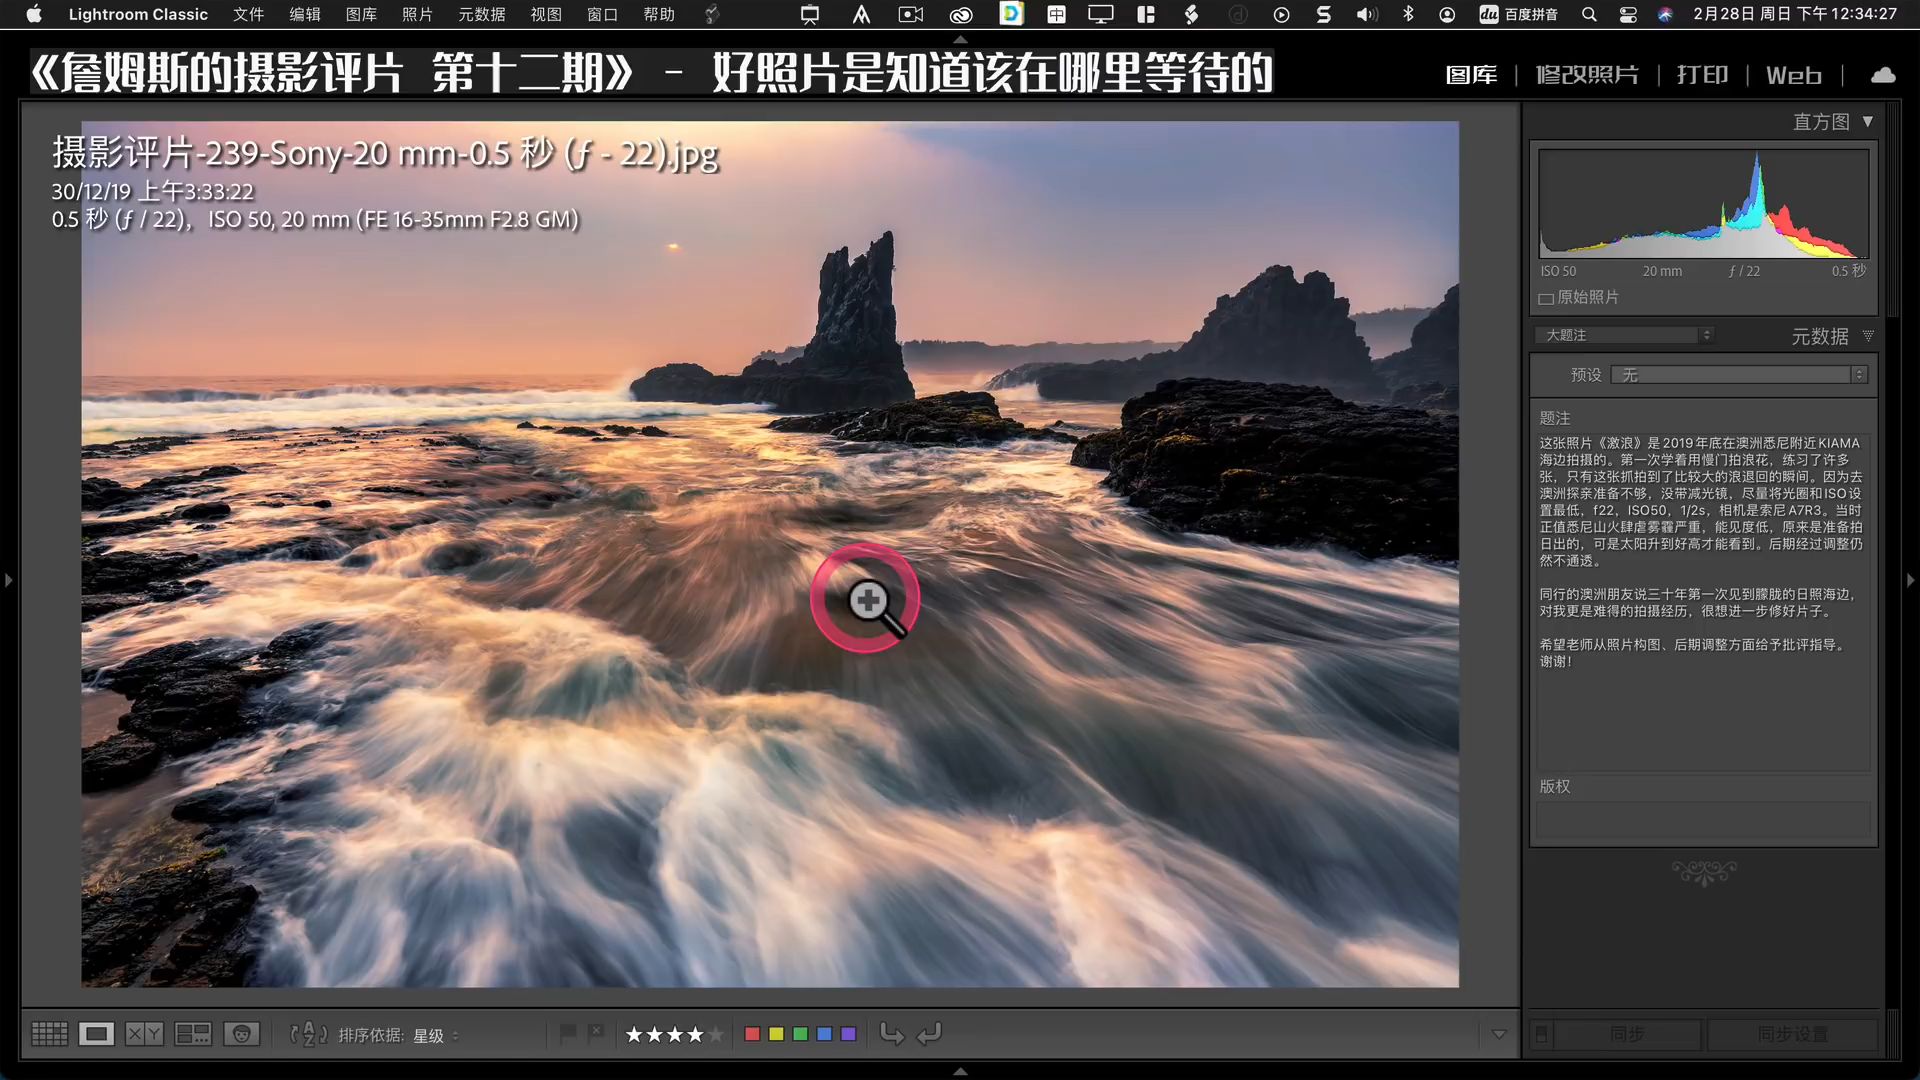 Lightroom Classic 文件 编辑 图库 照片 元数据 视图 窗口 帮助 中 du 百度拼音 2月28日 周日 下午 12:34:27
《詹姆斯的摄影评片 第十二期》 - 好照片是知道该在哪里等待的
图库 | 修改照片 | 打印 | Web |
摄影评片-239-Sony-20 mm-0.5 秒 (ƒ - 22).jpg
30/12/19 上午3:33:22
0.5 秒 (ƒ / 22)， ISO 50, 20 mm (FE 16-35mm F2.8 GM)
直方图
ISO 50 20 mm ƒ / 22 0.5 秒
原始照片
大题注 元数据
预设 无
题注
这张照片《激浪》是2019年底在澳洲悉尼附近KIAMA
海边拍摄的。第一次学着用慢门拍浪花，练习了许多
张，只有这张抓拍到了比较大的浪退回的瞬间。因为去
澳洲探亲准备不够，没带减光镜，尽量将光圈和ISO设
置最低，f22，ISO50，1/2s，相机是索尼A7R3。当时
正值悉尼山火肆虐雾霾严重，能见度低，原来是准备拍
日出的，可是太阳升到好高才能看到。后期经过调整仍
然不通透。
同行的澳洲朋友说三十年第一次见到朦胧的日照海边，
对我更是难得的拍摄经历，很想进一步修好片子。
希望老师从照片构图、后期调整方面给予批评指导。
谢谢！
版权
排序依据: 星级
同步 同步设置